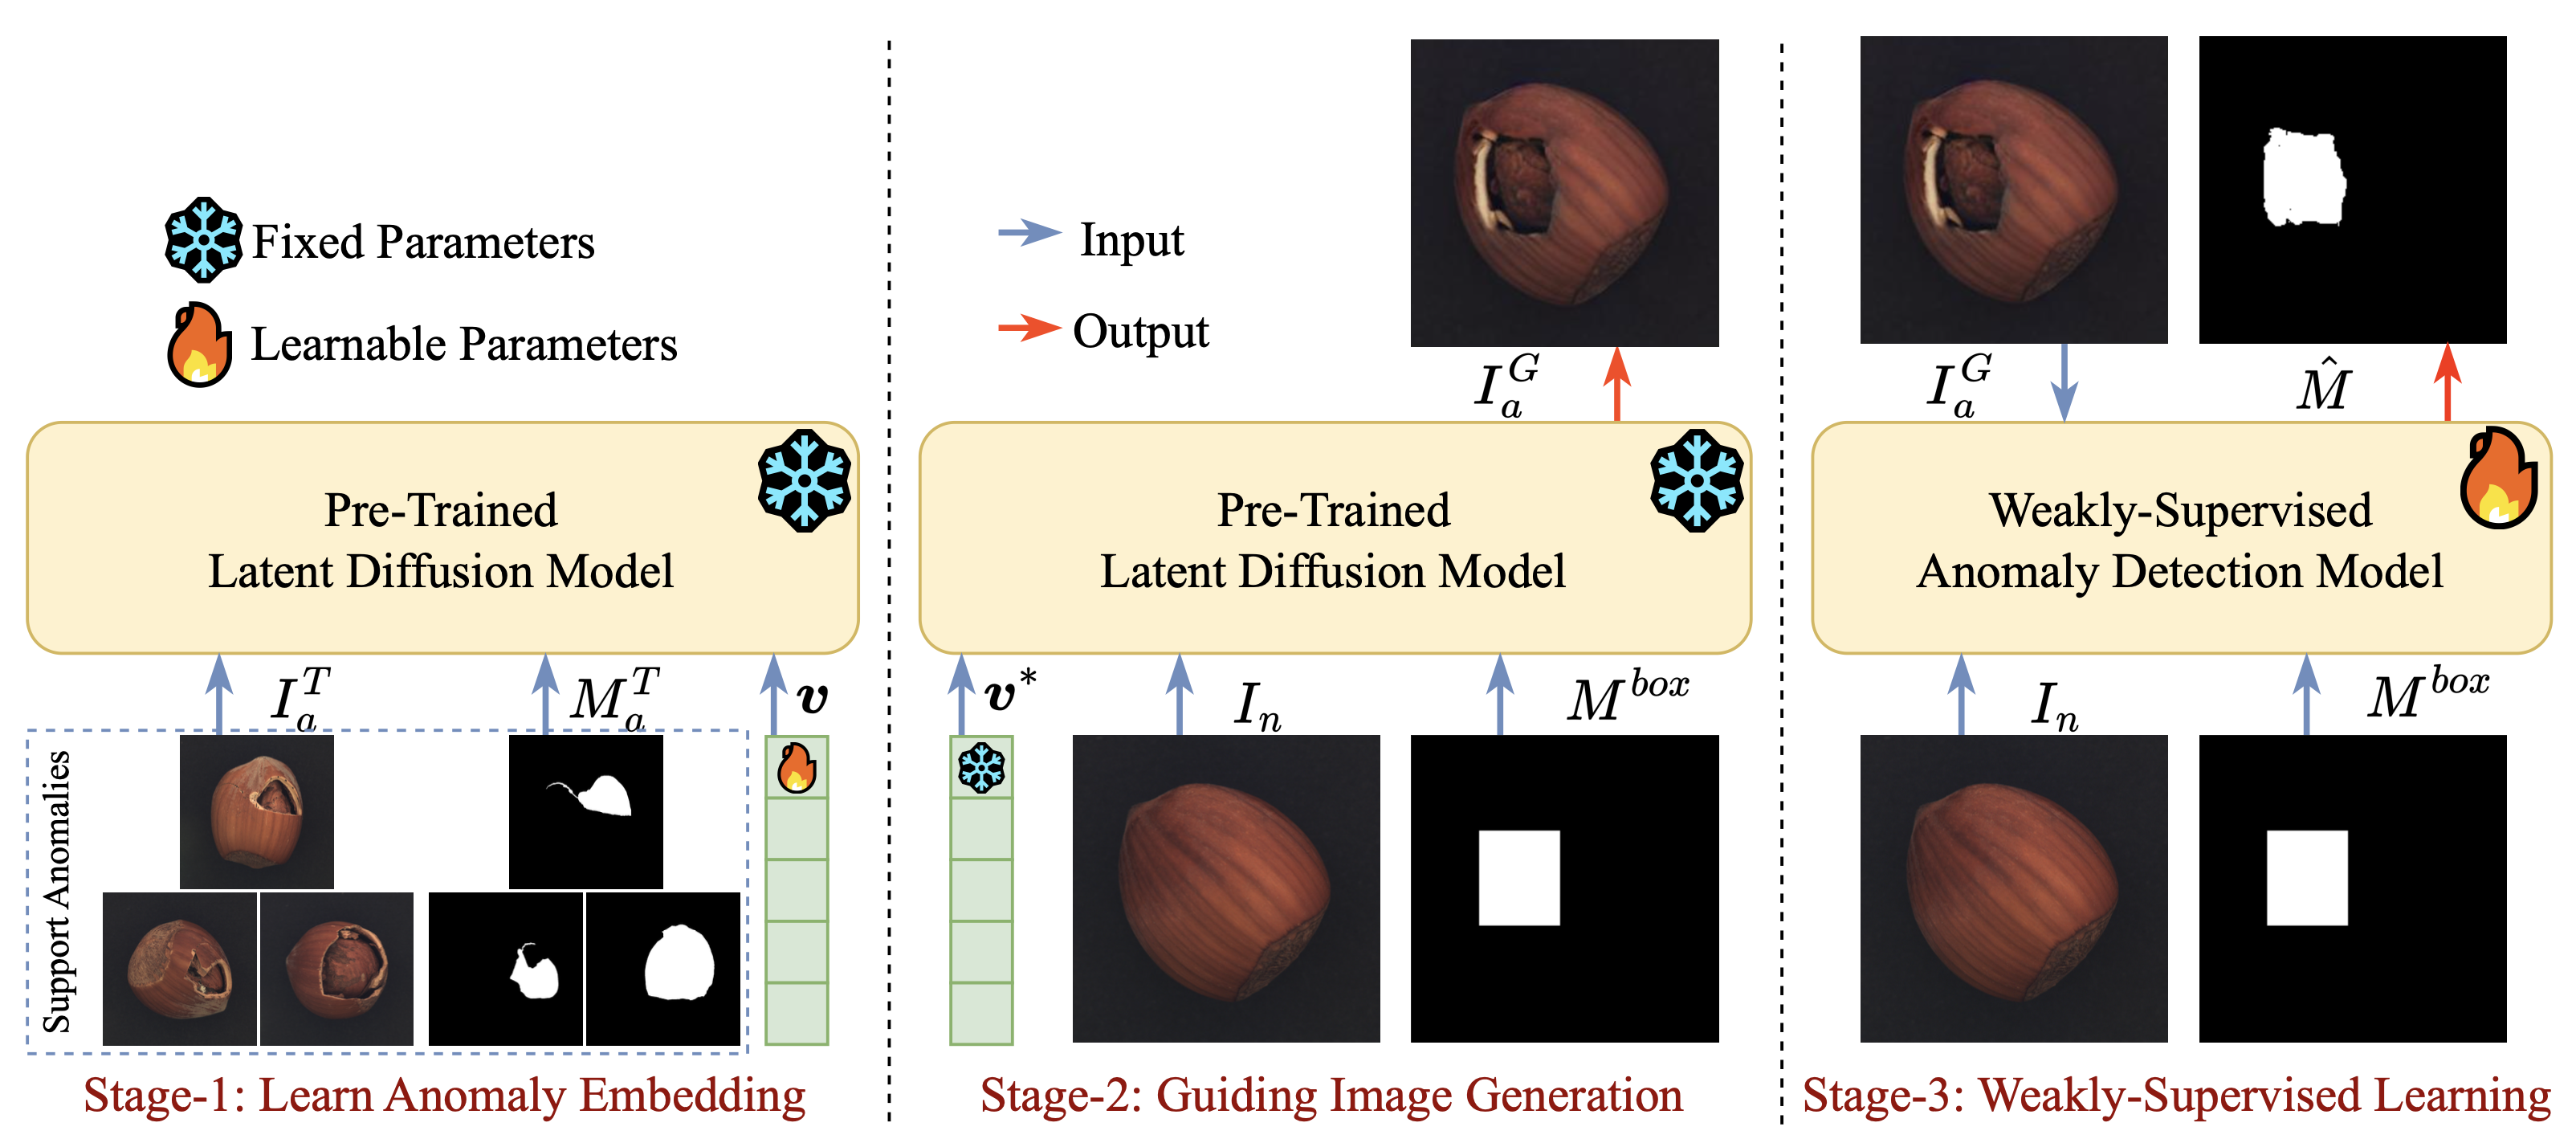 Fixed Parameters
Learnable Parameters
Pre-Trained
Latent Diffusion Model
I_a^T
M_a^T
v
Support Anomalies
Stage-1: Learn Anomaly Embedding
Input
Output
I_a^G
Pre-Trained
Latent Diffusion Model
v*
I_n
M^{box}
Stage-2: Guiding Image Generation
I_a^G
M̂
Weakly-Supervised
Anomaly Detection Model
I_n
M^{box}
Stage-3: Weakly-Supervised Learning